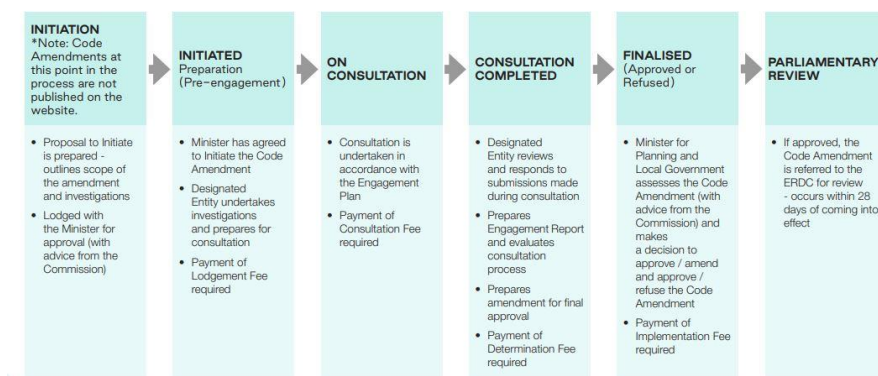 INITIATION
*Note: Code
Amendments at
this point in the
process are not
published on the
website.
• Proposal to Initiate
is prepared -
outlines scope of
the amendment
and investigations
• Lodged with
the Minister for
approval (with
advice from the
Commission)
INITIATED
Preparation
(Pre-engagement)
• Minister has agreed
to Initiate the Code
Amendment
• Designated
Entity undertakes
investigations
and prepares for
consultation
• Payment of
Lodgement Fee
required
ON
CONSULTATION
• Consultation is
undertaken in
accordance with
the Engagement
Plan
• Payment of
Consultation Fee
required
CONSULTATION
COMPLETED
• Designated
Entity reviews
and responds to
submissions made
during consultation
• Prepares
Engagement Report
and evaluates
consultation
process
• Prepares
amendment for final
approval
• Payment of
Determination Fee
required
FINALISED
(Approved or
Refused)
• Minister for
Planning and
Local Government
assesses the Code
Amendment (with
advice from the
Commission) and
makes
a decision to
approve / amend
and approve /
refuse the Code
Amendment
• Payment of
Implementation Fee
required
PARLIAMENTARY
REVIEW
• If approved, the
Code Amendment
is referred to the
ERDC for review
- occurs within 28
days of coming into
effect